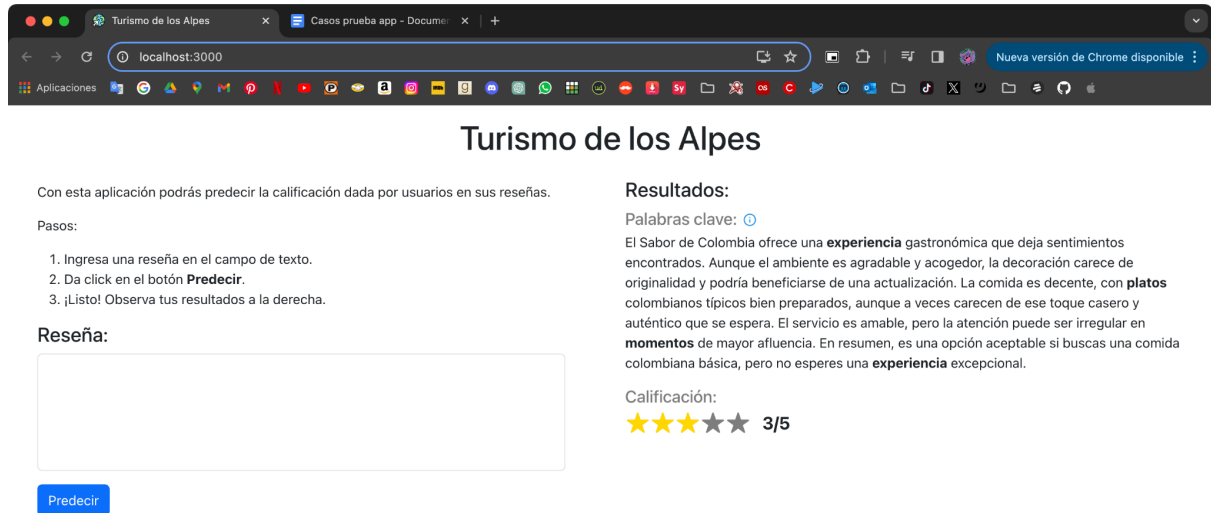 Turismo de los Alpes
Casos prueba app - Documen
localhost:3000
Nueva versión de Chrome disponible
Aplicaciones
Turismo de los Alpes
Con esta aplicación podrás predecir la calificación dada por usuarios en sus reseñas.
Pasos:
1. Ingresa una reseña en el campo de texto.
2. Da click en el botón Predecir.
3. ¡Listo! Observa tus resultados a la derecha.
Reseña:
Predecir
Resultados:
Palabras clave:
El Sabor de Colombia ofrece una experiencia gastronómica que deja sentimientos
encontrados. Aunque el ambiente es agradable y acogedor, la decoración carece de
originalidad y podría beneficiarse de una actualización. La comida es decente, con platos
colombianos típicos bien preparados, aunque a veces carecen de ese toque casero y
auténtico que se espera. El servicio es amable, pero la atención puede ser irregular en
momentos de mayor afluencia. En resumen, es una opción aceptable si buscas una comida
colombiana básica, pero no esperes una experiencia excepcional.
Calificación:
3/5